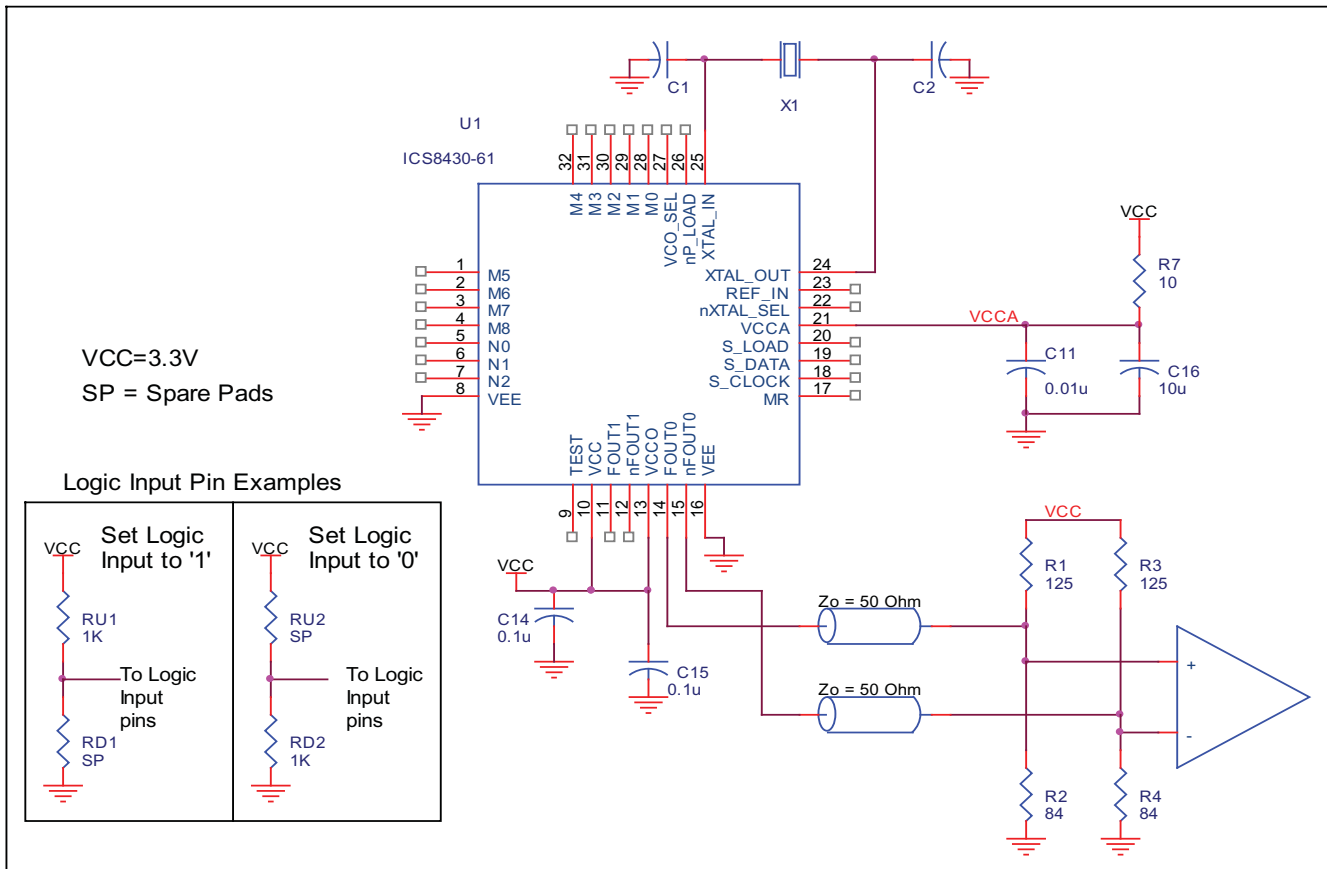 C1
X1
C2
U1
ICS8430-61
32
31
30
29
28
27
26
25
M4
M3
M2
M1
M0
VCO_SEL
nP_LOAD
XTAL_IN
1
2
3
4
5
6
7
8
M5
M6
M7
M8
N0
N1
N2
VEE
XTAL_OUT
REF_IN
nXTAL_SEL
VCCA
S_LOAD
S_DATA
S_CLOCK
MR
24
23
22
21
20
19
18
17
VCC
R7
10
VCCA
C11
0.01u
C16
10u
VCC=3.3V
SP = Spare Pads
TEST
VCC
FOUT1
nFOUT1
VCCO
FOUT0
nFOUT0
VEE
9
10
11
12
13
14
15
16
VCC
C14
0.1u
C15
0.1u
Zo = 50 Ohm
Zo = 50 Ohm
VCC
R1
125
R3
125
+
-
R2
84
R4
84
Logic Input Pin Examples
Set Logic
Input to '1'
VCC
RU1
1K
To Logic
Input
pins
RD1
SP
Set Logic
Input to '0'
VCC
RU2
SP
To Logic
Input
pins
RD2
1K